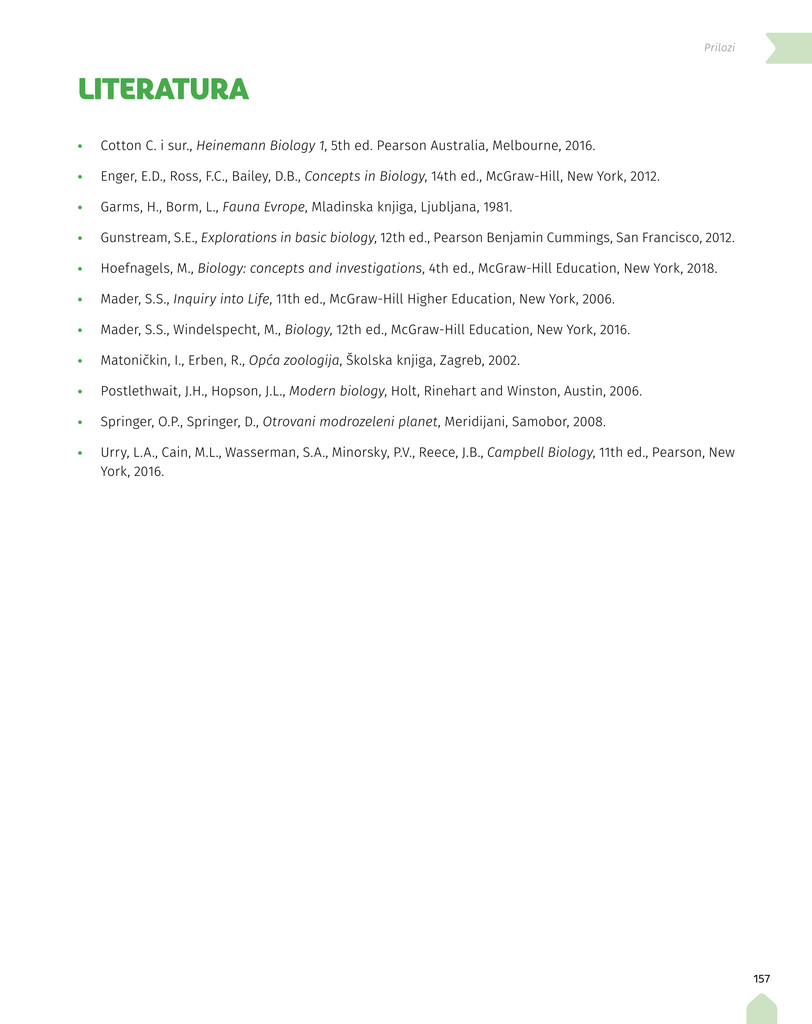 Prilozi
LITERATURA
• Cotton C. i sur., Heinemann Biology 1, 5th ed. Pearson Australia, Melbourne, 2016.
• Enger, E.D., Ross, F.C., Bailey, D.B., Concepts in Biology, 14th ed., McGraw-Hill, New York, 2012.
• Garms, H., Borm, L., Fauna Evrope, Mladinska knjiga, Ljubljana, 1981.
• Gunstream, S.E., Explorations in basic biology, 12th ed., Pearson Benjamin Cummings, San Francisco, 2012.
• Hoefnagels, M., Biology: concepts and investigations, 4th ed., McGraw-Hill Education, New York, 2018.
• Mader, S.S., Inquiry into Life, 11th ed., McGraw-Hill Higher Education, New York, 2006.
• Mader, S.S., Windelspecht, M., Biology, 12th ed., McGraw-Hill Education, New York, 2016.
• Matoničkin, I., Erben, R., Opća zoologija, Školska knjiga, Zagreb, 2002.
• Postlethwait, J.H., Hopson, J.L., Modern biology, Holt, Rinehart and Winston, Austin, 2006.
• Springer, O.P., Springer, D., Otrovani modrozeleni planet, Meridijani, Samobor, 2008.
• Urry, L.A., Cain, M.L., Wasserman, S.A., Minorsky, P.V., Reece, J.B., Campbell Biology, 11th ed., Pearson, New
York, 2016.
157